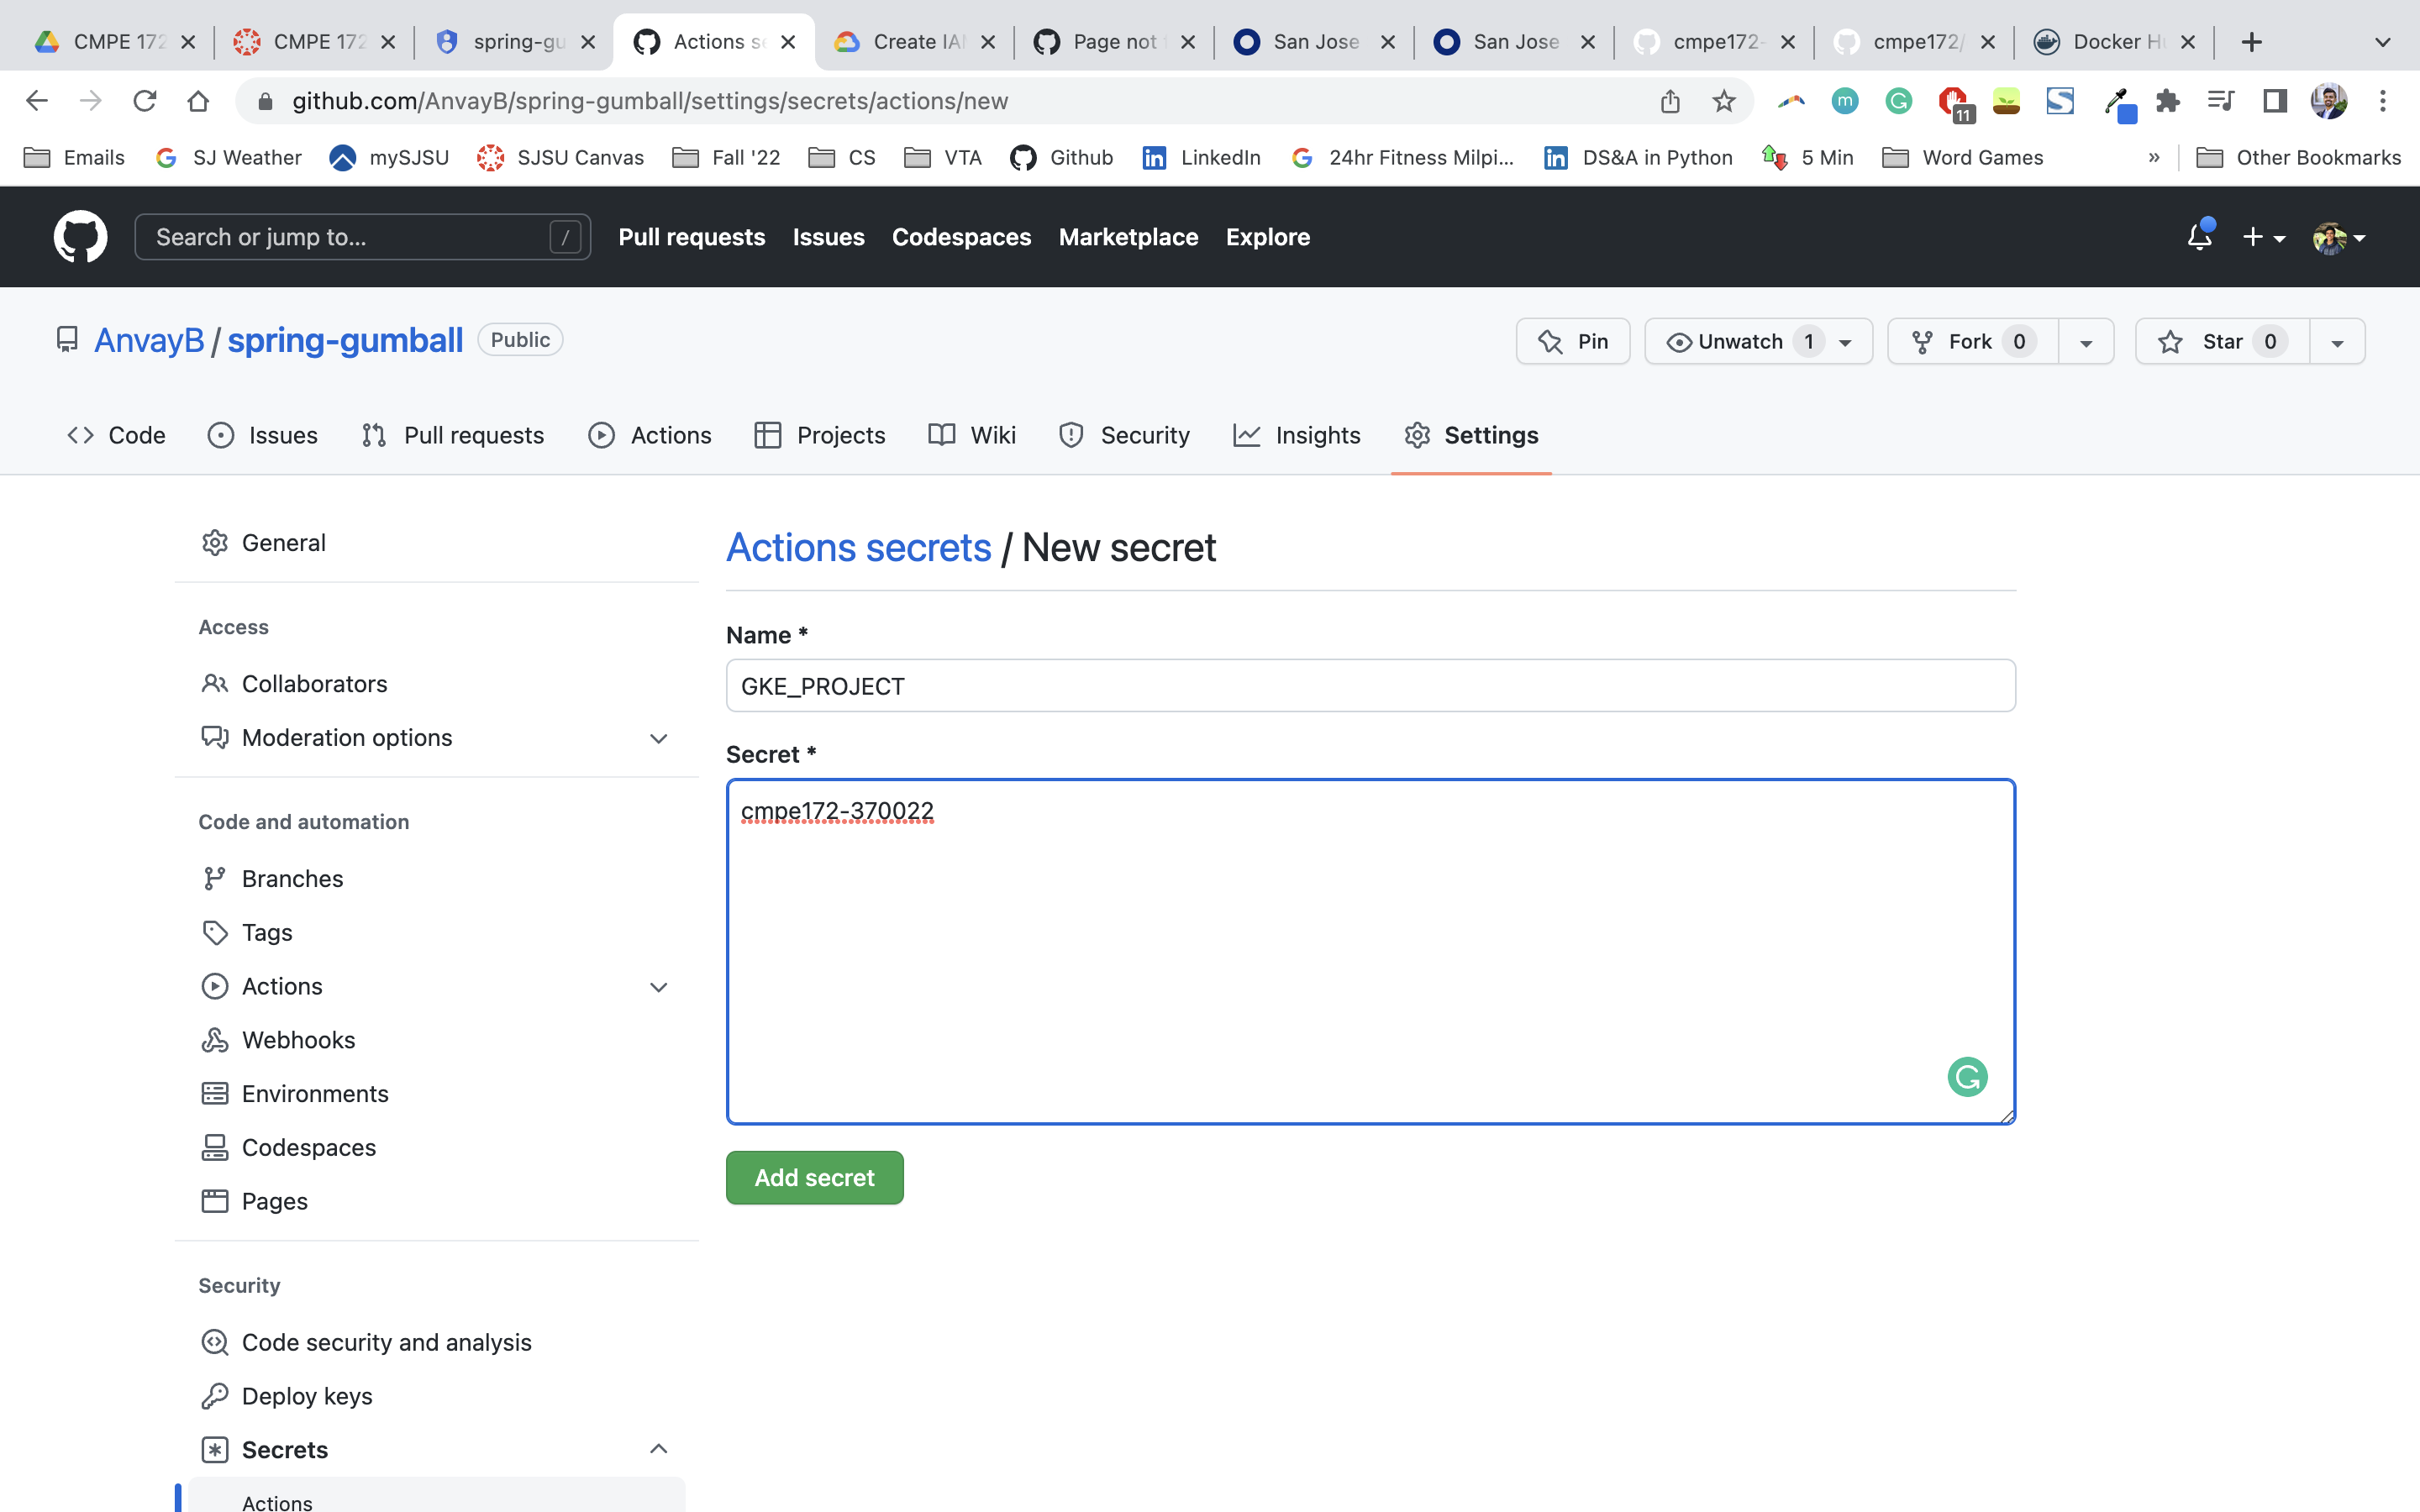 CMPE 172
CMPE 172
spring-gu
Actions se
Create IAM
Page not
San Jose
San Jose
cmpe172-
cmpe172/
Docker Hu
github.com/AnvayB/spring-gumball/settings/secrets/actions/new
m
11
Emails
SJ Weather
mySJSU
SJSU Canvas
Fall '22
CS
VTA
Github
LinkedIn
24hr Fitness Milpi...
DS&A in Python
5 Min
Word Games
»
Other Bookmarks
Search or jump to...
/
Pull requests
Issues
Codespaces
Marketplace
Explore
AnvayB / spring-gumball
Public
Pin
Unwatch 1
Fork 0
Star 0
Code
Issues
Pull requests
Actions
Projects
Wiki
Security
Insights
Settings
General
Access
Collaborators
Moderation options
Code and automation
Branches
Tags
Actions
Webhooks
Environments
Codespaces
Pages
Security
Code security and analysis
Deploy keys
Secrets
Actions
Actions secrets / New secret
Name *
GKE_PROJECT
Secret *
cmpe172-370022
Add secret